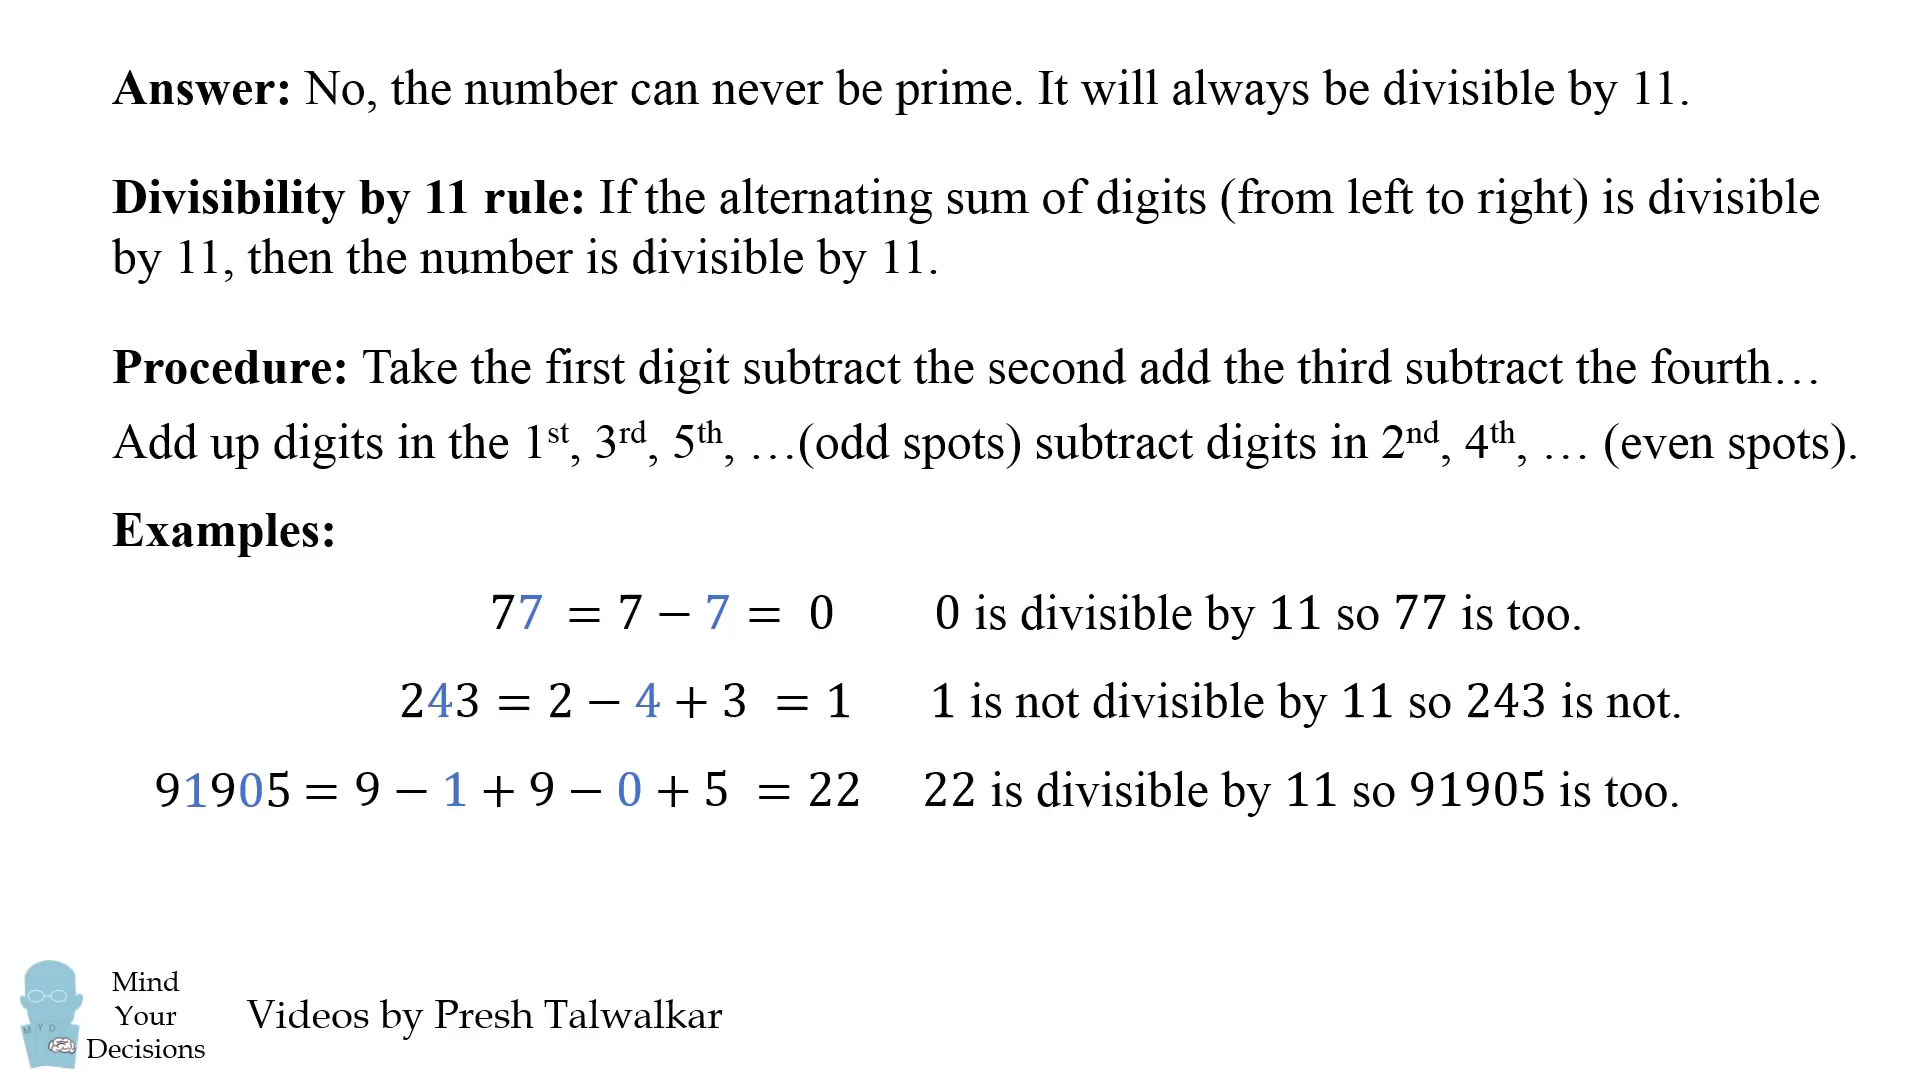 Answer: No, the number can never be prime. It will always be divisible by 11.
Divisibility by 11 rule: If the alternating sum of digits (from left to right) is divisible
by 11, then the number is divisible by 11.
Procedure: Take the first digit subtract the second add the third subtract the fourth…
Add up digits in the 1st, 3rd, 5th, …(odd spots) subtract digits in 2nd, 4th, … (even spots).
Examples:
77 = 7 − 7 = 0 0 is divisible by 11 so 77 is too.
243 = 2 − 4 + 3 = 1 1 is not divisible by 11 so 243 is not.
91905 = 9 − 1 + 9 − 0 + 5 = 22 22 is divisible by 11 so 91905 is too.
Mind
Your
Decisions
M Y D
Videos by Presh Talwalkar